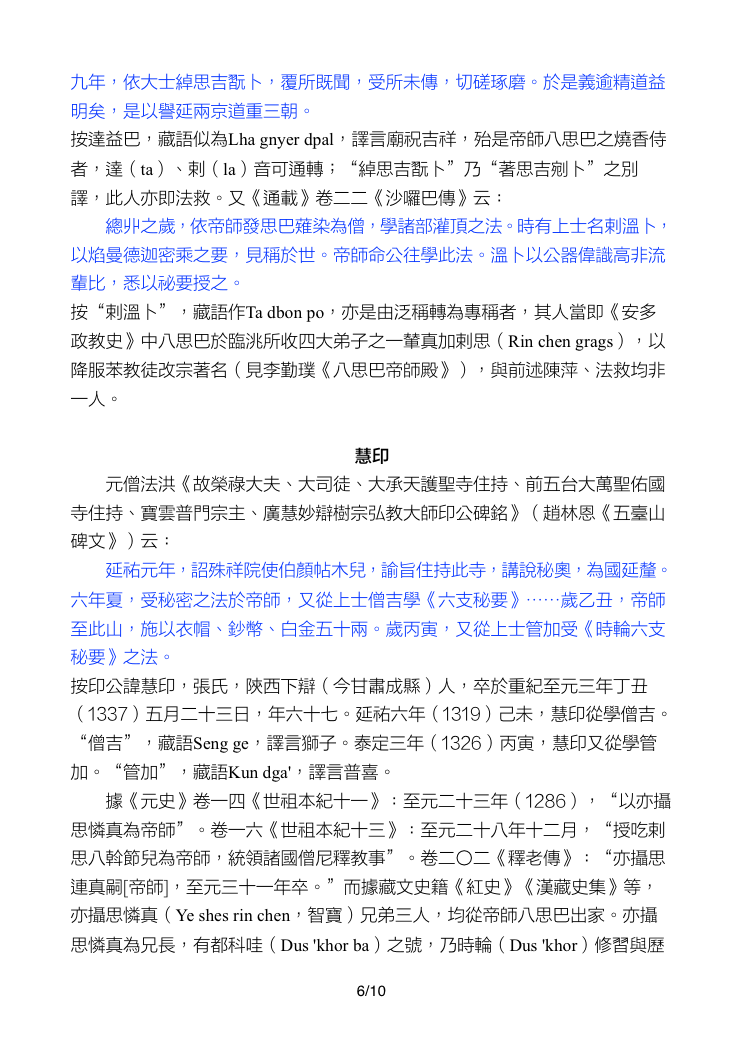 九年，依大士綽思吉翫卜，覆所既聞，受所未傳，切磋琢磨。於是義逾精道益
明矣，是以譽延兩京道重三朝。
按達益巴，藏語似為Lha gnyer dpal，譯言廟祝吉祥，殆是帝師八思巴之燒香侍
者，達（ta）、剌（la）音可通轉；“綽思吉翫卜”乃“著思吉剜卜”之別
譯，此人亦即法救。又《通載》卷二二《沙囉巴傳》云：
總丱之歲，依帝師發思巴薙染為僧，學諸部灌頂之法。時有上士名剌溫卜，
以焰曼德迦密乘之要，見稱於世。帝師命公往學此法。溫卜以公器偉識高非流
輩比，悉以祕要授之。
按“剌溫卜”，藏語作Ta dbon po，亦是由泛稱轉為專稱者，其人當即《安多
政教史》中八思巴於臨洮所收四大弟子之一輦真加剌思（Rin chen grags），以
降服苯教徒改宗著名（見李勤璞《八思巴帝師殿》），與前述陳萍、法救均非
一人。
慧印
元僧法洪《故榮祿大夫、大司徒、大承天護聖寺住持、前五台大萬聖佑國
寺住持、寶雲普門宗主、廣慧妙辯樹宗弘教大師印公碑銘》（趙林恩《五臺山
碑文》）云：
延祐元年，詔殊祥院使伯顏帖木兒，諭旨住持此寺，講說秘奧，為國延釐。
六年夏，受秘密之法於帝師，又從上士僧吉學《六支秘要》⋯⋯歲乙丑，帝師
至此山，施以衣帽、鈔幣、白金五十兩。歲丙寅，又從上士管加受《時輪六支
秘要》之法。
按印公諱慧印，張氏，陝西下辯（今甘肅成縣）人，卒於重紀至元三年丁丑
（1337）五月二十三日，年六十七。延祐六年（1319）己未，慧印從學僧吉。
“僧吉”，藏語Seng ge，譯言獅子。泰定三年（1326）丙寅，慧印又從學管
加。“管加”，藏語Kun dga'，譯言普喜。
據《元史》卷一四《世祖本紀十一》：至元二十三年（1286），“以亦攝
思憐真為帝師”。卷一六《世祖本紀十三》：至元二十八年十二月，“授吃剌
思八斡節兒為帝師，統領諸國僧尼釋教事”。卷二〇二《釋老傳》：“亦攝思
連真嗣[帝師]，至元三十一年卒。”而據藏文史籍《紅史》《漢藏史集》等，
亦攝思憐真（Ye shes rin chen，智寶）兄弟三人，均從帝師八思巴出家。亦攝
思憐真為兄長，有都科哇（Dus 'khor ba）之號，乃時輪（Dus 'khor）修習與歷
6/10